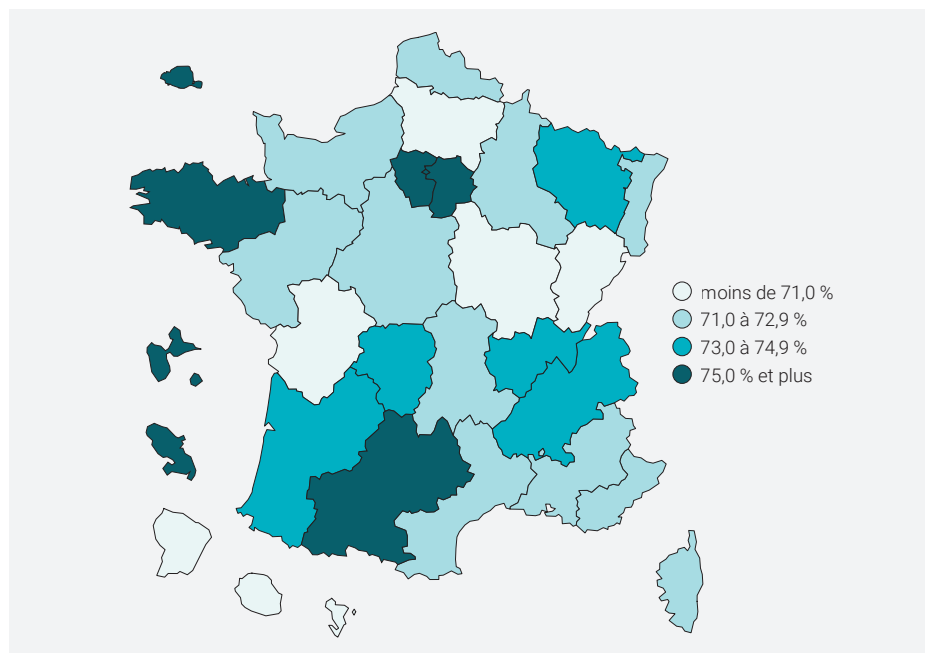 moins de 71,0 %
71,0 à 72,9 %
73,0 à 74,9 %
75,0 % et plus